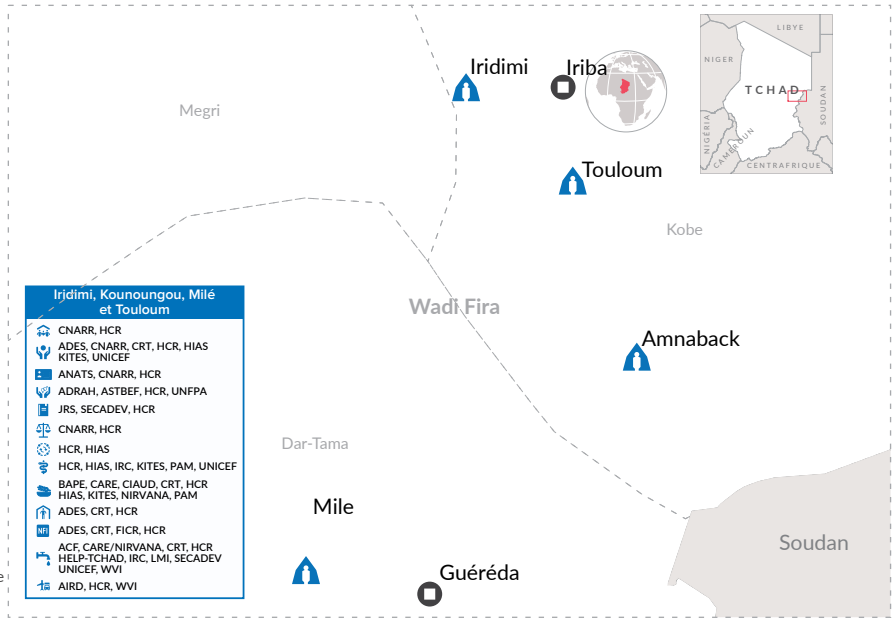 Iridimi
Iriba
Megri
Touloum
Kobe
LIBYE
NIGER
TCHAD
SOUDAN
NIGÉRIA
CAMEROUN
CENTRAFRIQUE
Wadi Fira
Amnaback
Iridimi, Kounoungou, Milé
et Touloum
CNARR, HCR
ADES, CNARR, CRT, HCR, HIAS
KITES, UNICEF
ANATS, CNARR, HCR
ADRAH, ASTBEF, HCR, UNFPA
JRS, SECADEV, HCR
CNARR, HCR
HCR, HIAS
HCR, HIAS, IRC, KITES, PAM, UNICEF
BAPE, CARE, CIAUD, CRT, HCR
HIAS, KITES, NIRVANA, PAM
ADES, CRT, HCR
NFI
ADES, CRT, FICR, HCR
ACF, CARE/NIRVANA, CRT, HCR
HELP-TCHAD, IRC, LMI, SECADEV
UNICEF, WVI
AIRD, HCR, WVI
e
Dar-Tama
Mile
Guéréda
Soudan